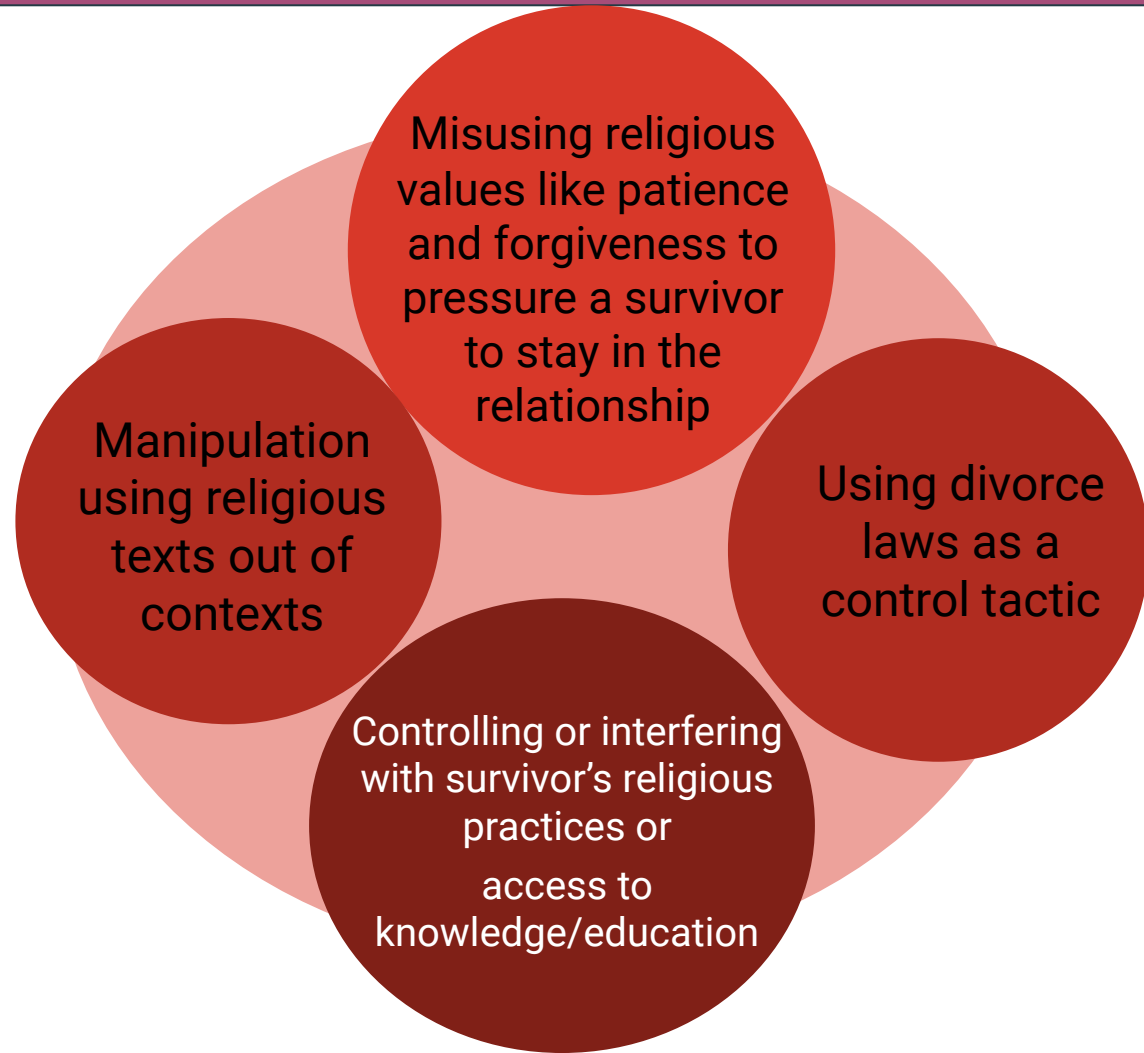 Misusing religious
values like patience
and forgiveness to
pressure a survivor
to stay in the
relationship
Manipulation
using religious
texts out of
contexts
Using divorce
laws as a
control tactic
Controlling or interfering
with survivor’s religious
practices or
access to
knowledge/education